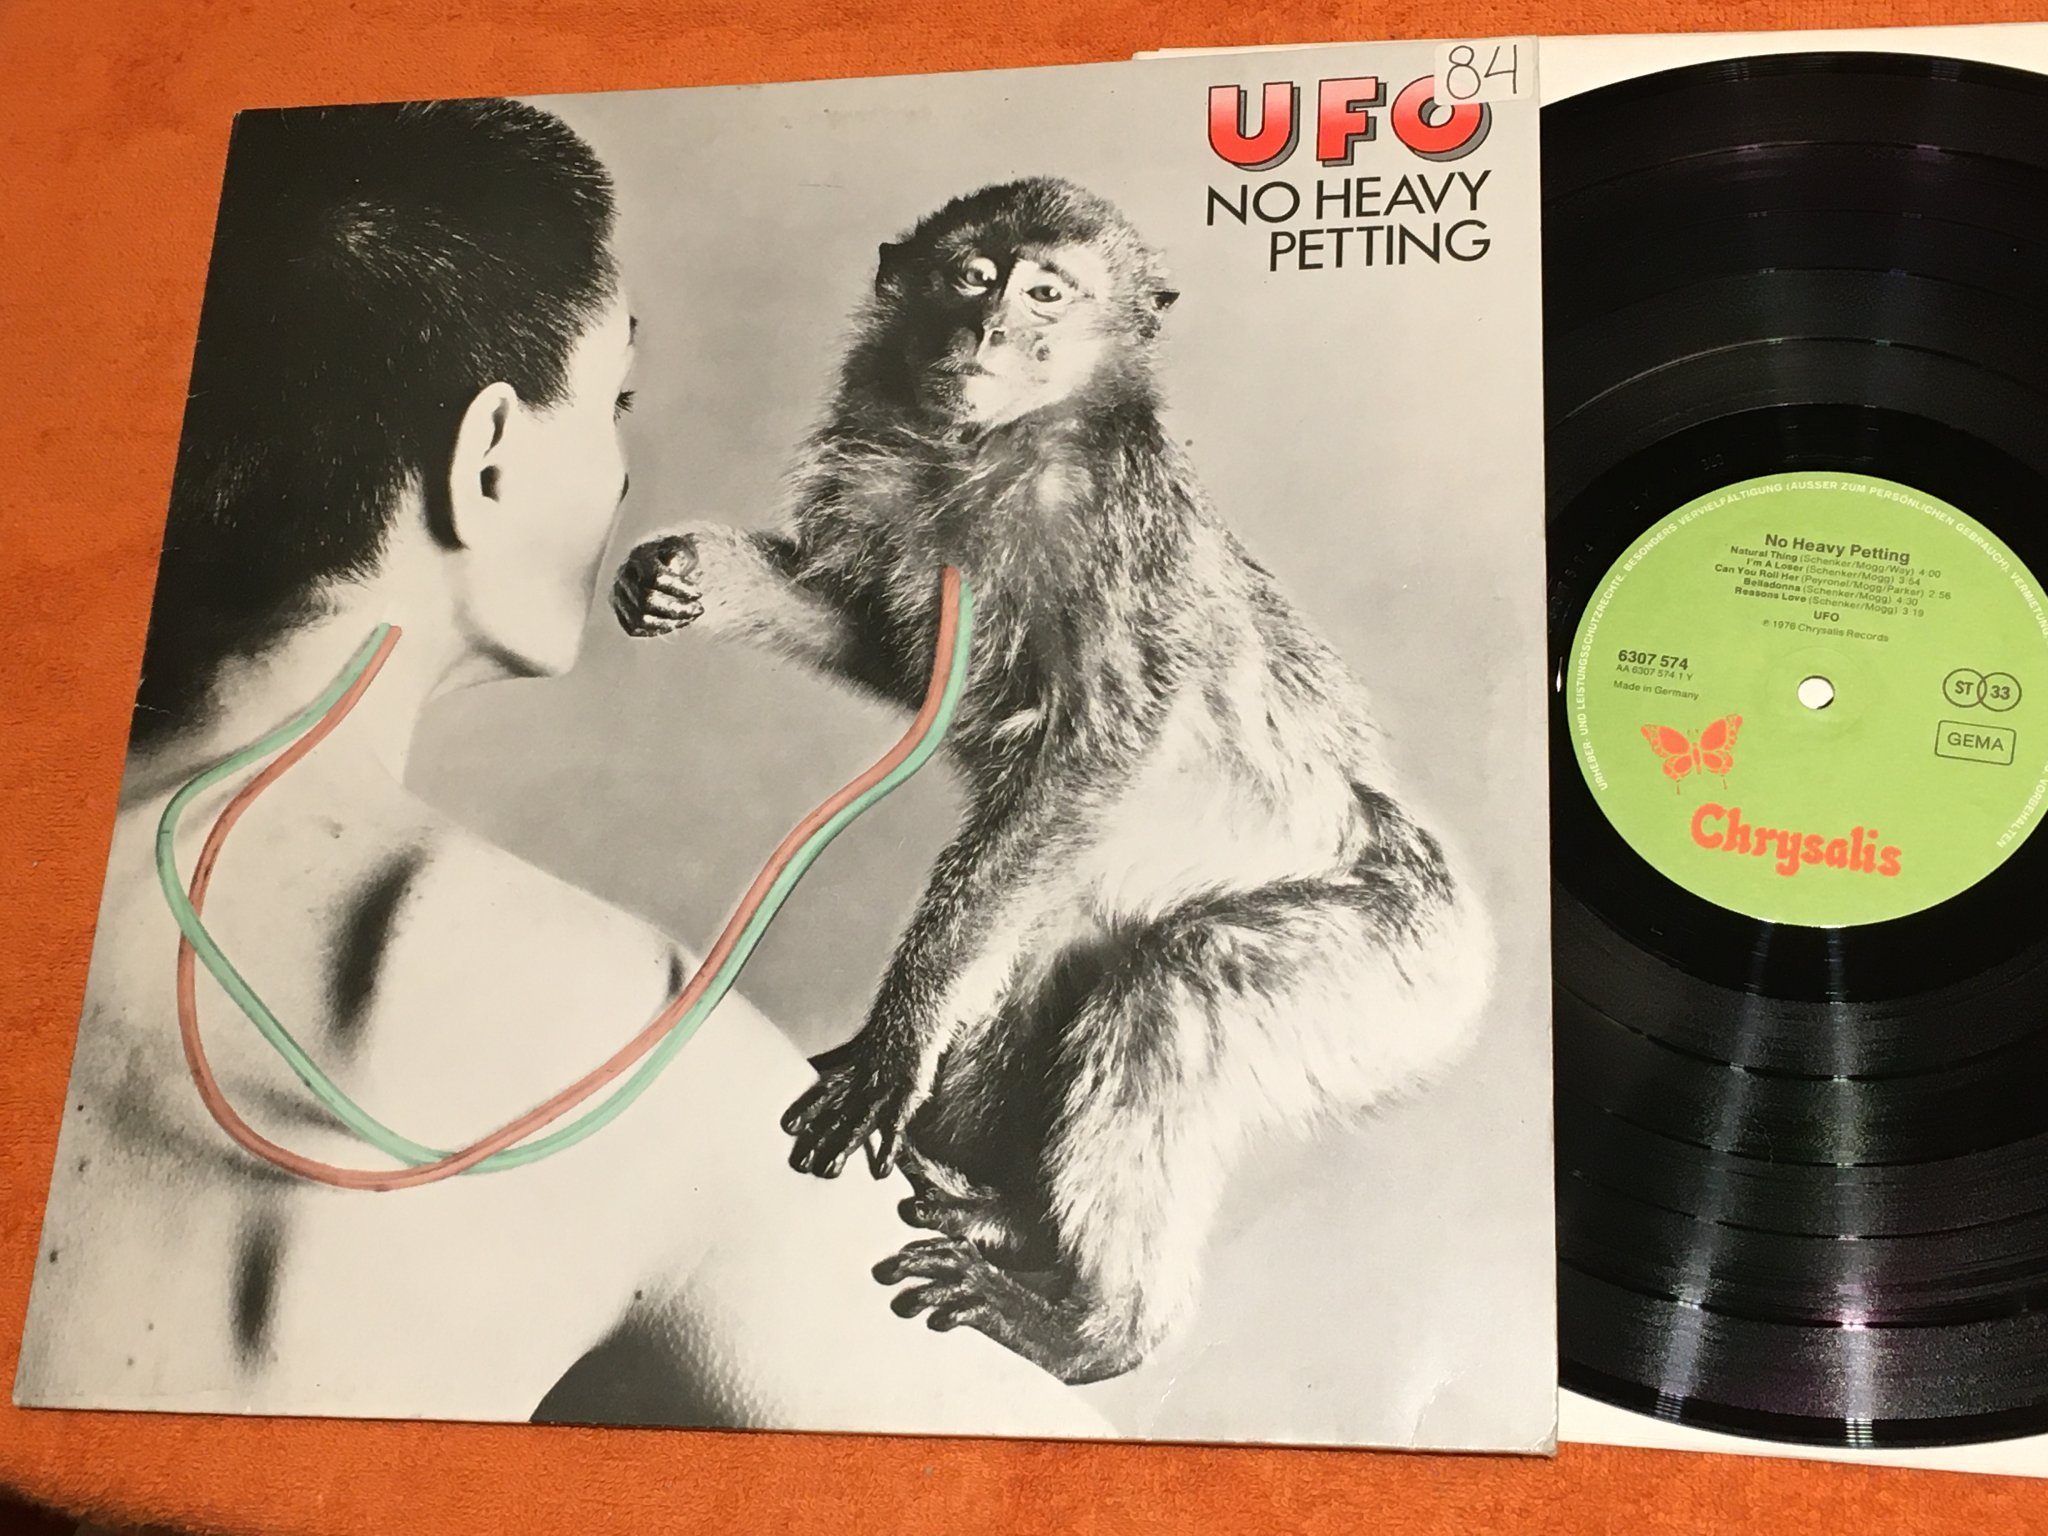 84
UFO
NO HEAVY
PETTING
No Heavy Petting
Natural Thing (Schenker/Mogg/Way) 4:00
I'm A Loser (Schenker/Mogg) 3:54
Can You Roll Her (Peyronel/Mogg/Parker) 2:56
Belladonna (Schenker/Mogg) 4:30
Reasons Love (Schenker/Mogg) 3:19
UFO
℗ 1976 Chrysalis Records
6307 574
AA 6307 574 1 Y
Made in Germany
ST 33
GEMA
Chrysalis
URHEBER- UND LEISTUNGSSCHUTZRECHTE, BESONDERS VERVIELFÄLTIGUNG (AUSSER ZUM PERSÖNLICHEN GEBRAUCH), VERMIETUNG
VORBEHALTEN
320